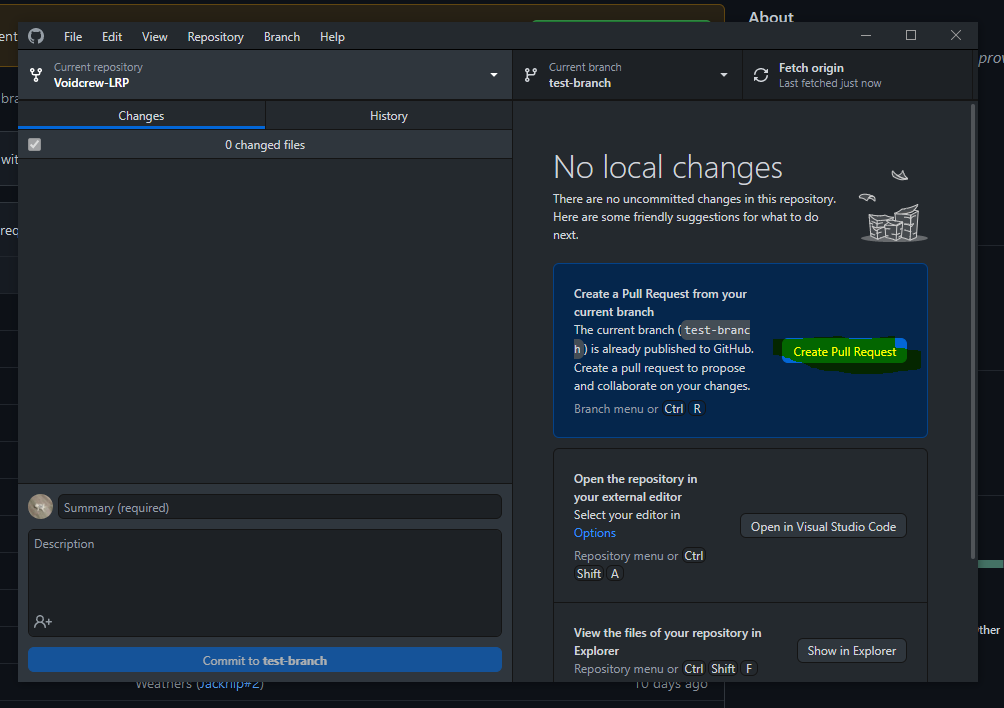 ent
About
File Edit View Repository Branch Help
prov
Current repository
Voidcrew-LRP
Current branch
test-branch
Fetch origin
Last fetched just now
bra
Changes
History
0 changed files
with
red
No local changes
There are no uncommitted changes in this repository.
Here are some friendly suggestions for what to do
next.
Create a Pull Request from your
current branch
The current branch (test-branc
h) is already published to GitHub.
Create a pull request to propose
and collaborate on your changes.
Branch menu or Ctrl R
Create Pull Request
Open the repository in
your external editor
Select your editor in
Options
Repository menu or Ctrl
Shift A
Open in Visual Studio Code
View the files of your repository in
Explorer
Repository menu or Ctrl Shift F
Show in Explorer
Summary (required)
Description
Commit to test-branch
ther
Weathers (Jackhip#2)
10 days ago